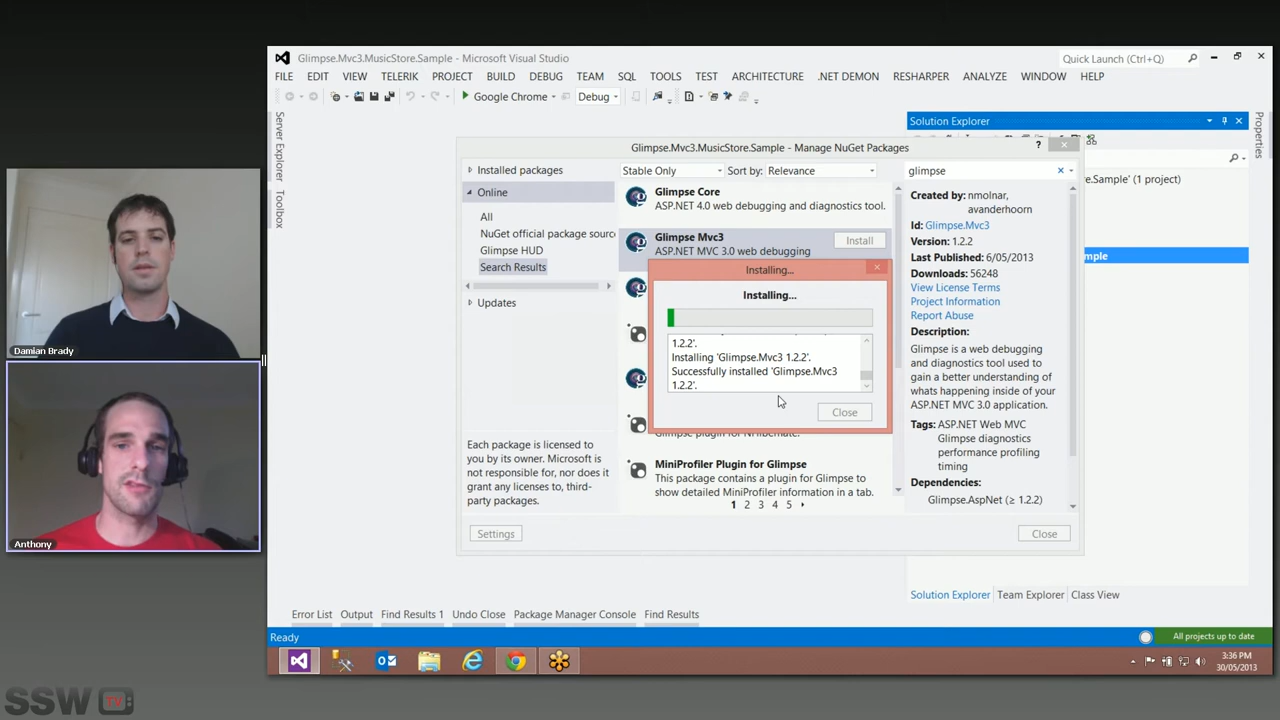 Glimpse.Mvc3.MusicStore.Sample - Microsoft Visual Studio
Quick Launch (Ctrl+Q)
FILE EDIT VIEW TELERIK PROJECT BUILD DEBUG TEAM SQL TOOLS TEST ARCHITECTURE .NET DEMON RESHARPER ANALYZE WINDOW HELP
Google Chrome
Debug
Server Explorer
Toolbox
Solution Explorer
Properties
Sample' (1 project)
Glimpse.Mvc3.MusicStore.Sample - Manage NuGet Packages
?
Installed packages
Online
All
NuGet official package sourc
Glimpse HUD
Search Results
Updates
Stable Only
Sort by: Relevance
glimpse
Glimpse Core
ASP.NET 4.0 web debugging and diagnostics tool.
Glimpse Mvc3
Install
ASP.NET MVC 3.0 web debugging
Installing...
Installing...
1.2.2'.
Installing 'Glimpse.Mvc3 1.2.2'.
Successfully installed 'Glimpse.Mvc3
1.2.2'.
Close
Glimpse plugin for NHibernate.
MiniProfiler Plugin for Glimpse
This package contains a plugin for Glimpse to
show detailed MiniProfiler information in a tab.
1 2 3 4 5
Created by: nmolnar,
avanderhoorn
Id: Glimpse.Mvc3
Version: 1.2.2
Last Published: 6/05/2013
Downloads: 56248
View License Terms
Project Information
Report Abuse
Description:
Glimpse is a web debugging
and diagnostics tool used to
gain a better understanding of
whats happening inside of your
ASP.NET MVC 3.0 application.
Tags: ASP.NET Web MVC
Glimpse diagnostics
performance profiling
timing
Dependencies:
Glimpse.AspNet (≥ 1.2.2)
Each package is licensed to
you by its owner. Microsoft is
not responsible for, nor does it
grant any licenses to, third-
party packages.
Settings
Close
Damian Brady
Anthony
Solution Explorer Team Explorer Class View
Error List Output Find Results 1 Undo Close Package Manager Console Find Results
Ready
All projects up to date
3:36 PM
30/05/2013
SSW TV